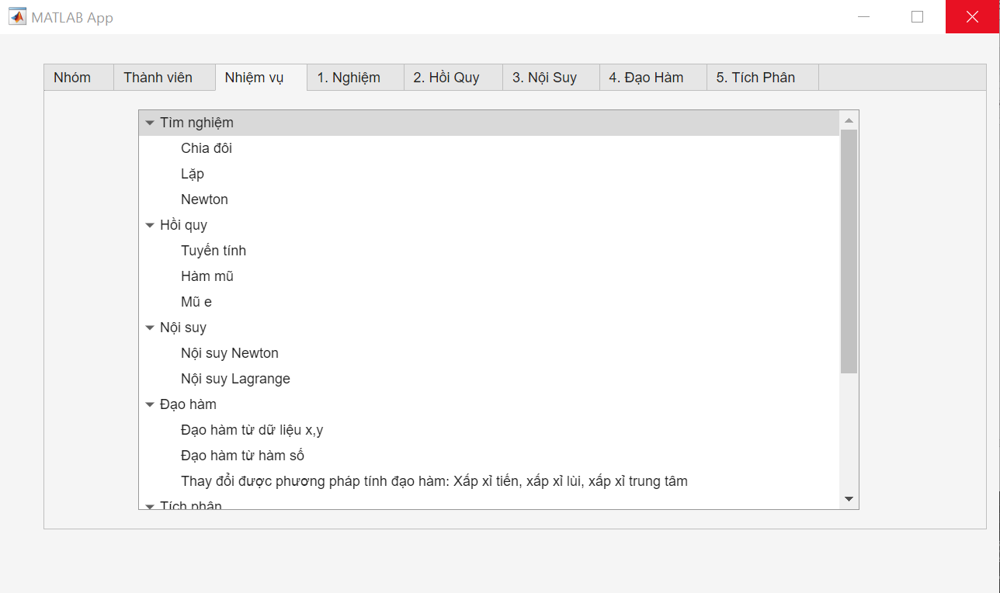 MATLAB App
Nhóm Thành viên Nhiệm vụ 1. Nghiệm 2. Hồi Quy 3. Nội Suy 4. Đạo Hàm 5. Tích Phân
Tìm nghiệm
Chia đôi
Lặp
Newton
Hồi quy
Tuyến tính
Hàm mũ
Mũ e
Nội suy
Nội suy Newton
Nội suy Lagrange
Đạo hàm
Đạo hàm từ dữ liệu x,y
Đạo hàm từ hàm số
Thay đổi được phương pháp tính đạo hàm: Xấp xỉ tiến, xấp xỉ lùi, xấp xỉ trung tâm
Tích phân